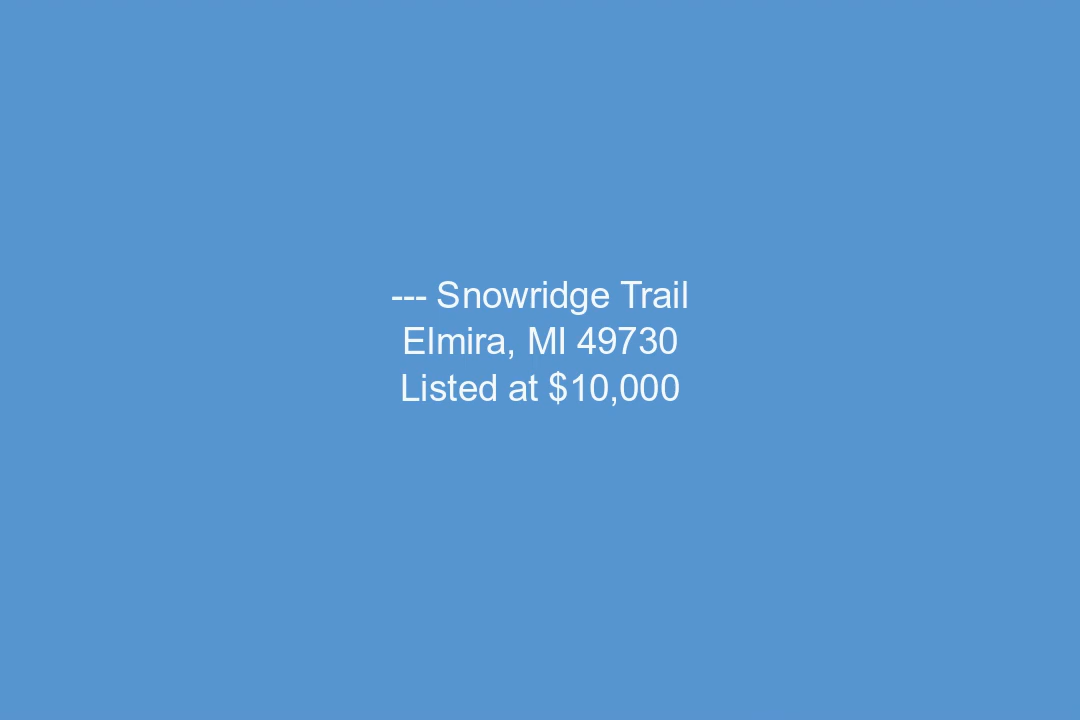 --- Snowridge Trail
Elmira, MI 49730
Listed at $10,000